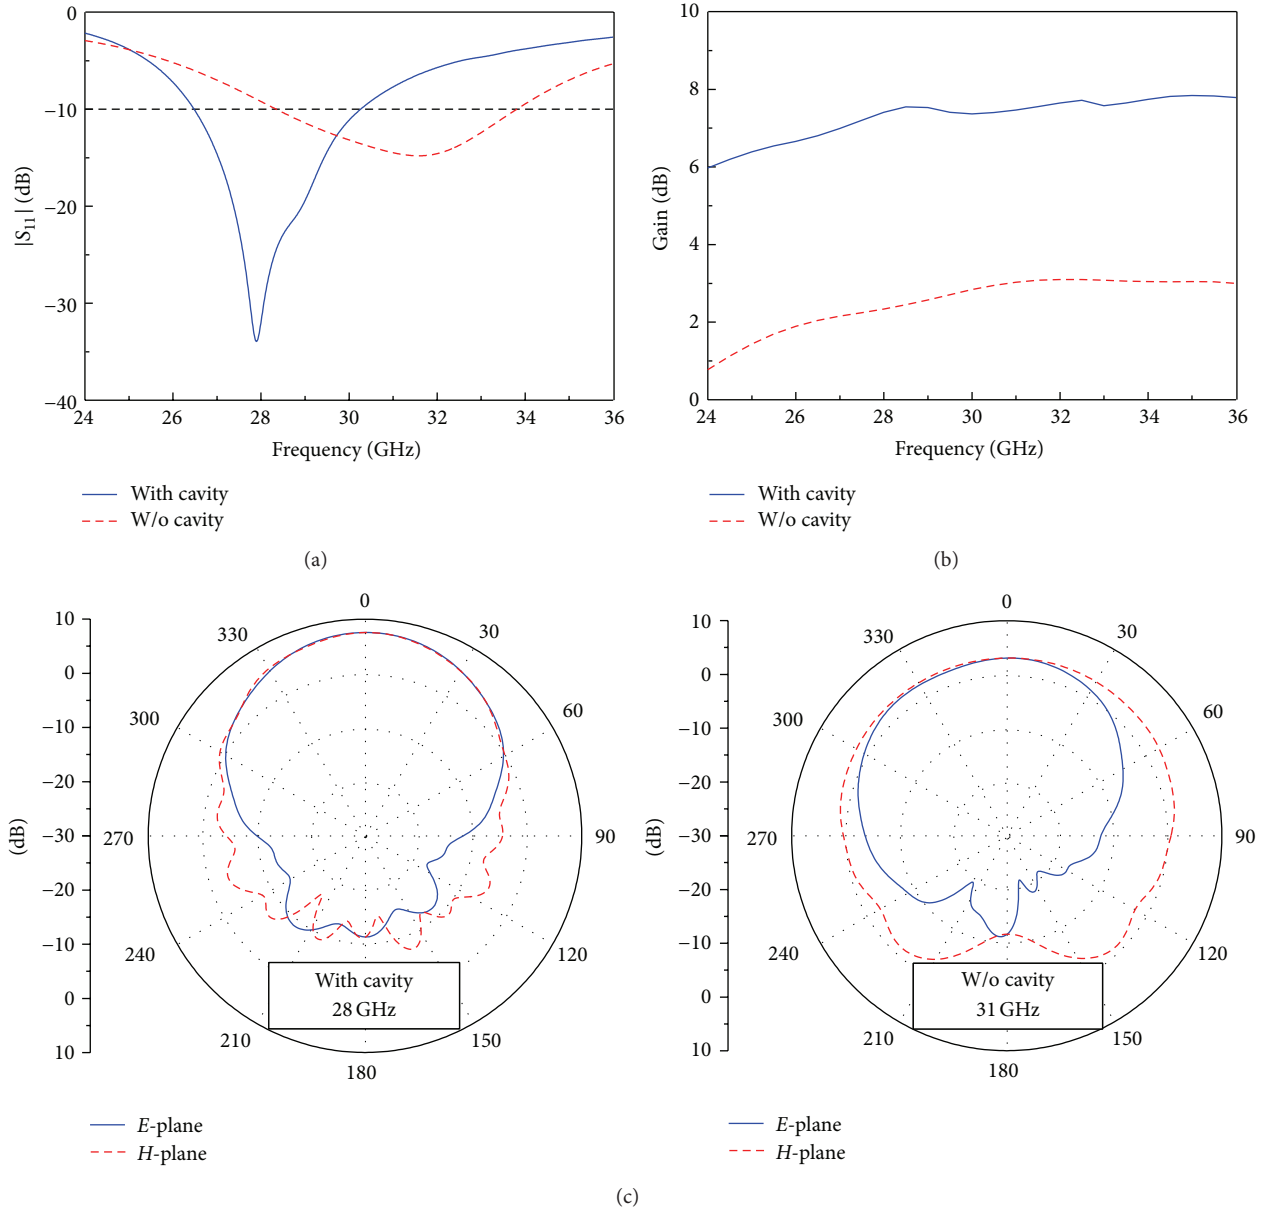 0
−10
−20
−30
−40
|S11| (dB)
24 26 28 30 32 34 36
Frequency (GHz)
With cavity
W/o cavity
(a)
10
8
6
4
2
0
Gain (dB)
24 26 28 30 32 34 36
Frequency (GHz)
With cavity
W/o cavity
(b)
10
0
−10
−20
−30
−20
−10
0
10
(dB)
0
30
60
90
120
150
180
210
240
270
300
330
With cavity
28 GHz
E-plane
H-plane
10
0
−10
−20
−30
−20
−10
0
10
(dB)
0
30
60
90
120
150
180
210
240
270
300
330
W/o cavity
31 GHz
E-plane
H-plane
(c)